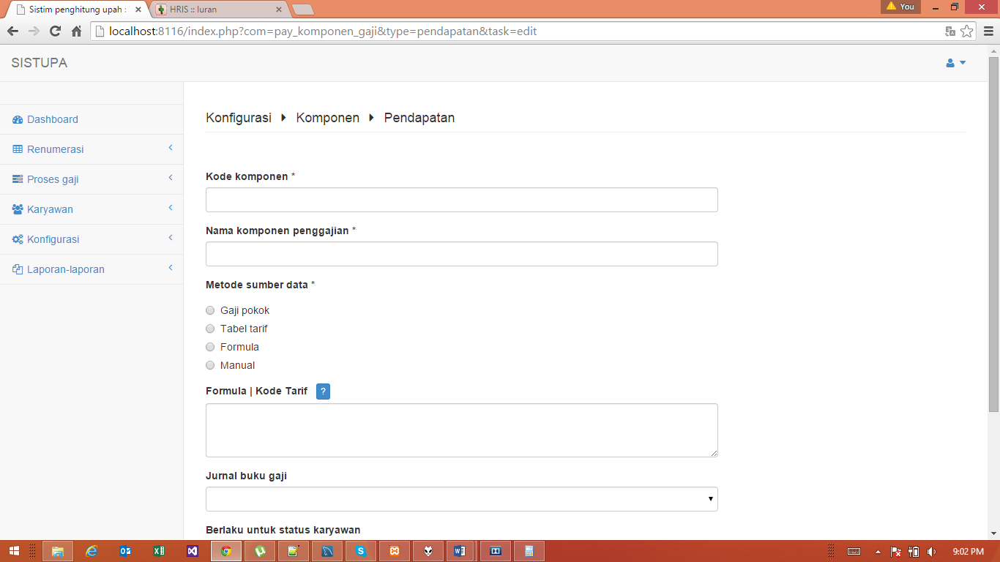 Sistim penghitung upah :
HRIS :: Iuran
You
localhost:8116/index.php?com=pay_komponen_gaji&type=pendapatan&task=edit
SISTUPA
Dashboard
Renumerasi
Proses gaji
Karyawan
Konfigurasi
Laporan-laporan
Konfigurasi Komponen Pendapatan
Kode komponen *
Nama komponen penggajian *
Metode sumber data *
Gaji pokok
Tabel tarif
Formula
Manual
Formula | Kode Tarif ?
Jurnal buku gaji
Berlaku untuk status karyawan
9:02 PM